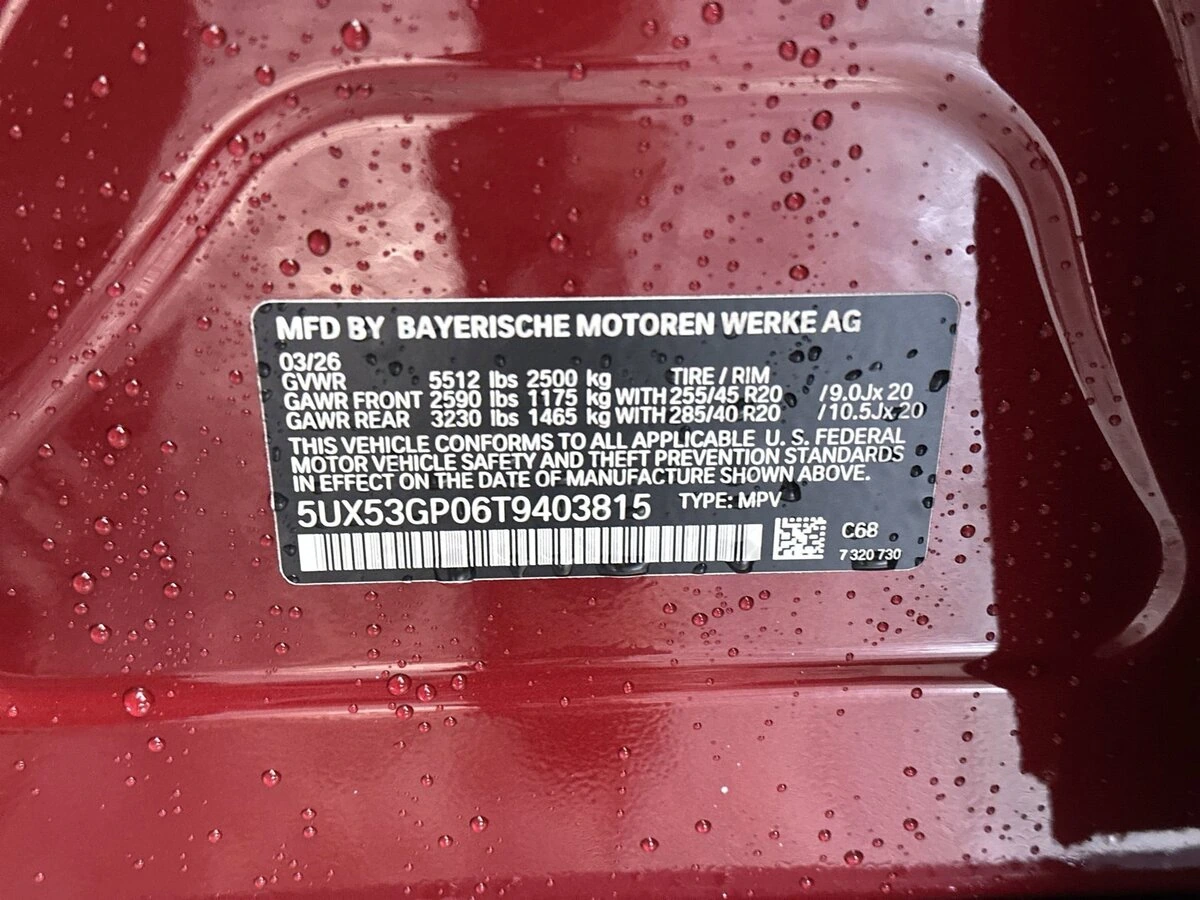 MFD BY BAYERISCHE MOTOREN WERKE AG
03/26
GVWR 5512 lbs 2500 kg TIRE / RIM
GAWR FRONT 2590 lbs 1175 kg WITH 255/45 R20 /9.0Jx 20
GAWR REAR 3230 lbs 1465 kg WITH 285/40 R20 /10.5Jx 20
THIS VEHICLE CONFORMS TO ALL APPLICABLE U. S. FEDERAL
MOTOR VEHICLE SAFETY AND THEFT PREVENTION STANDARDS
IN EFFECT ON THE DATE OF MANUFACTURE SHOWN ABOVE.
5UX53GP06T9403815 TYPE: MPV
C68
7 320 730